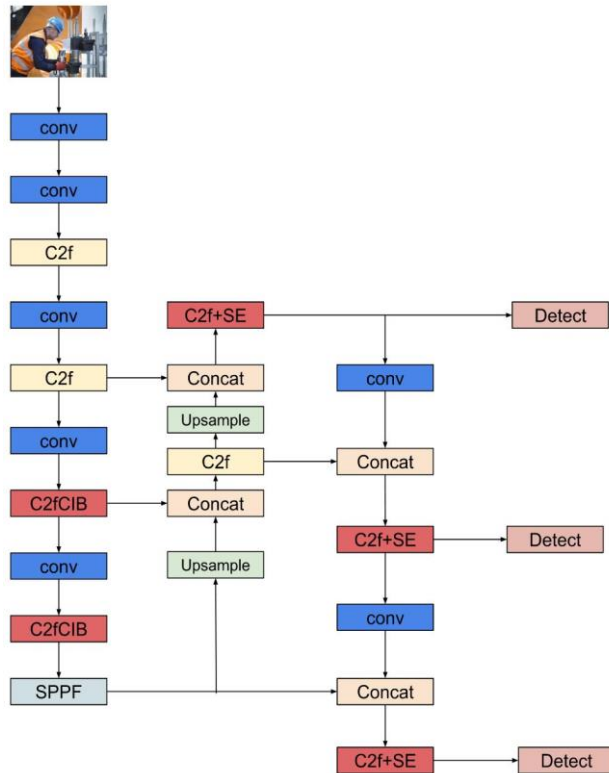 conv
conv
C2f
conv
C2f
conv
C2fCIB
conv
C2fCIB
SPPF
C2f+SE
Concat
Upsample
C2f
Concat
Upsample
conv
Concat
C2f+SE
conv
Concat
C2f+SE
Detect
Detect
Detect